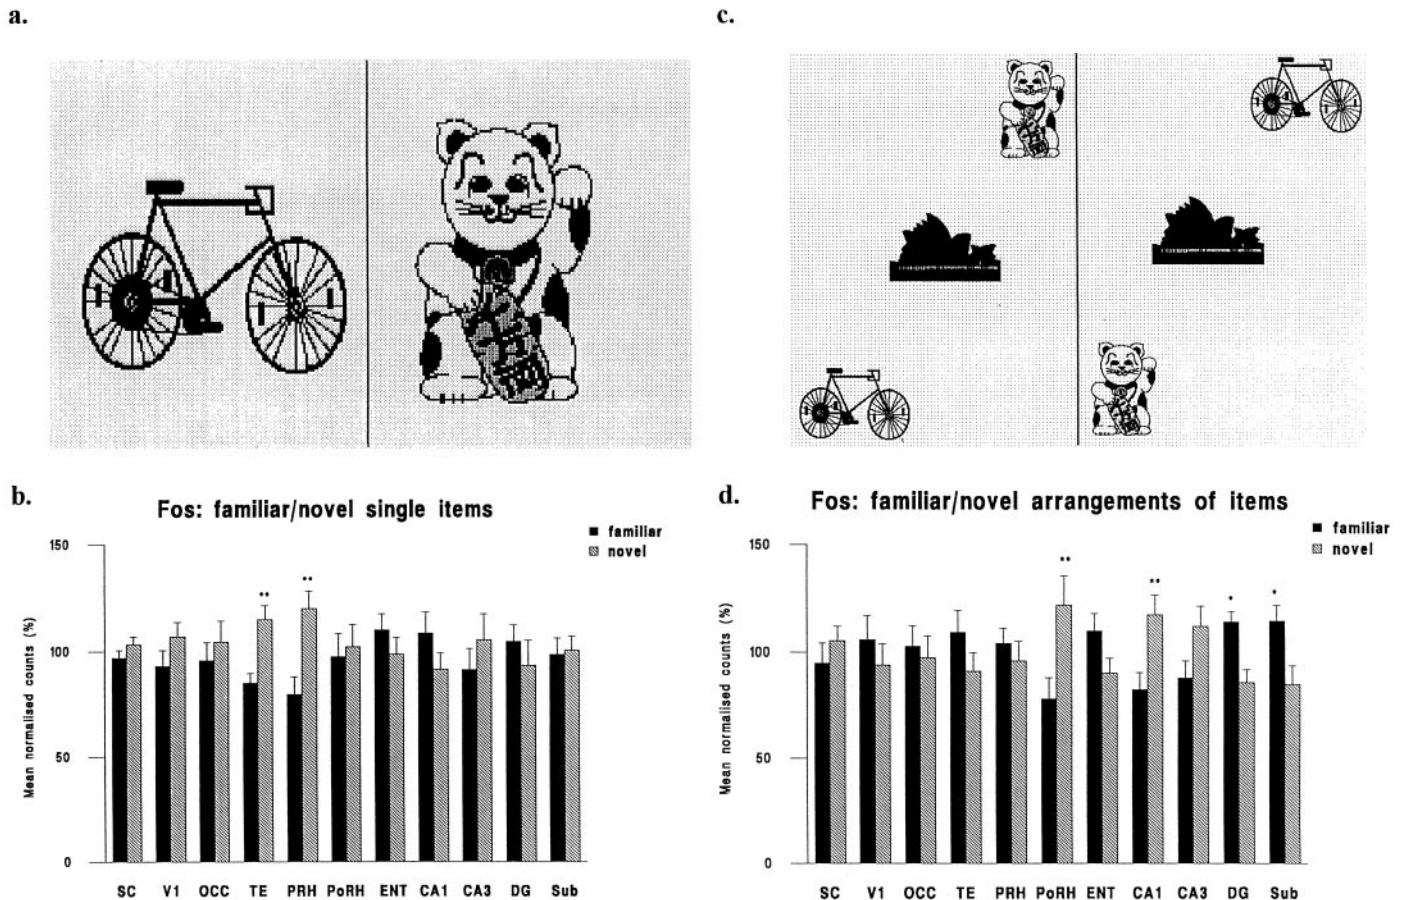 a.
b.
Fos: familiar/novel single items
familiar
novel
Mean normalised counts (%)
150
100
50
0
** **
SC V1 OCC TE PRH PoRH ENT CA1 CA3 DG Sub
c.
d.
Fos: familiar/novel arrangements of items
familiar
novel
Mean normalised counts (%)
150
100
50
0
** ** * *
SC V1 OCC TE PRH PoRH ENT CA1 CA3 DG Sub